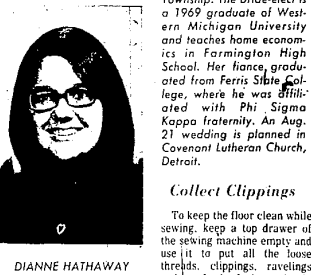 Township. The bride-elect is
a 1969 graduate of West-
ern Michigan University
and teaches home econom-
ics in Farmington High
School. Her fiance, gradu-
ated from Ferris State Col-
lege, where he was affili-
ated with Phi Sigma
Kappa fraternity. An Aug.
21 wedding is planned in
Covenant Lutheran Church,
Detroit.
DIANNE HATHAWAY
Collect Clippings
To keep the floor clean while
sewing, keep a top drawer of
the sewing machine empty and
use it to put all the loose
threads, clippings, ravelings